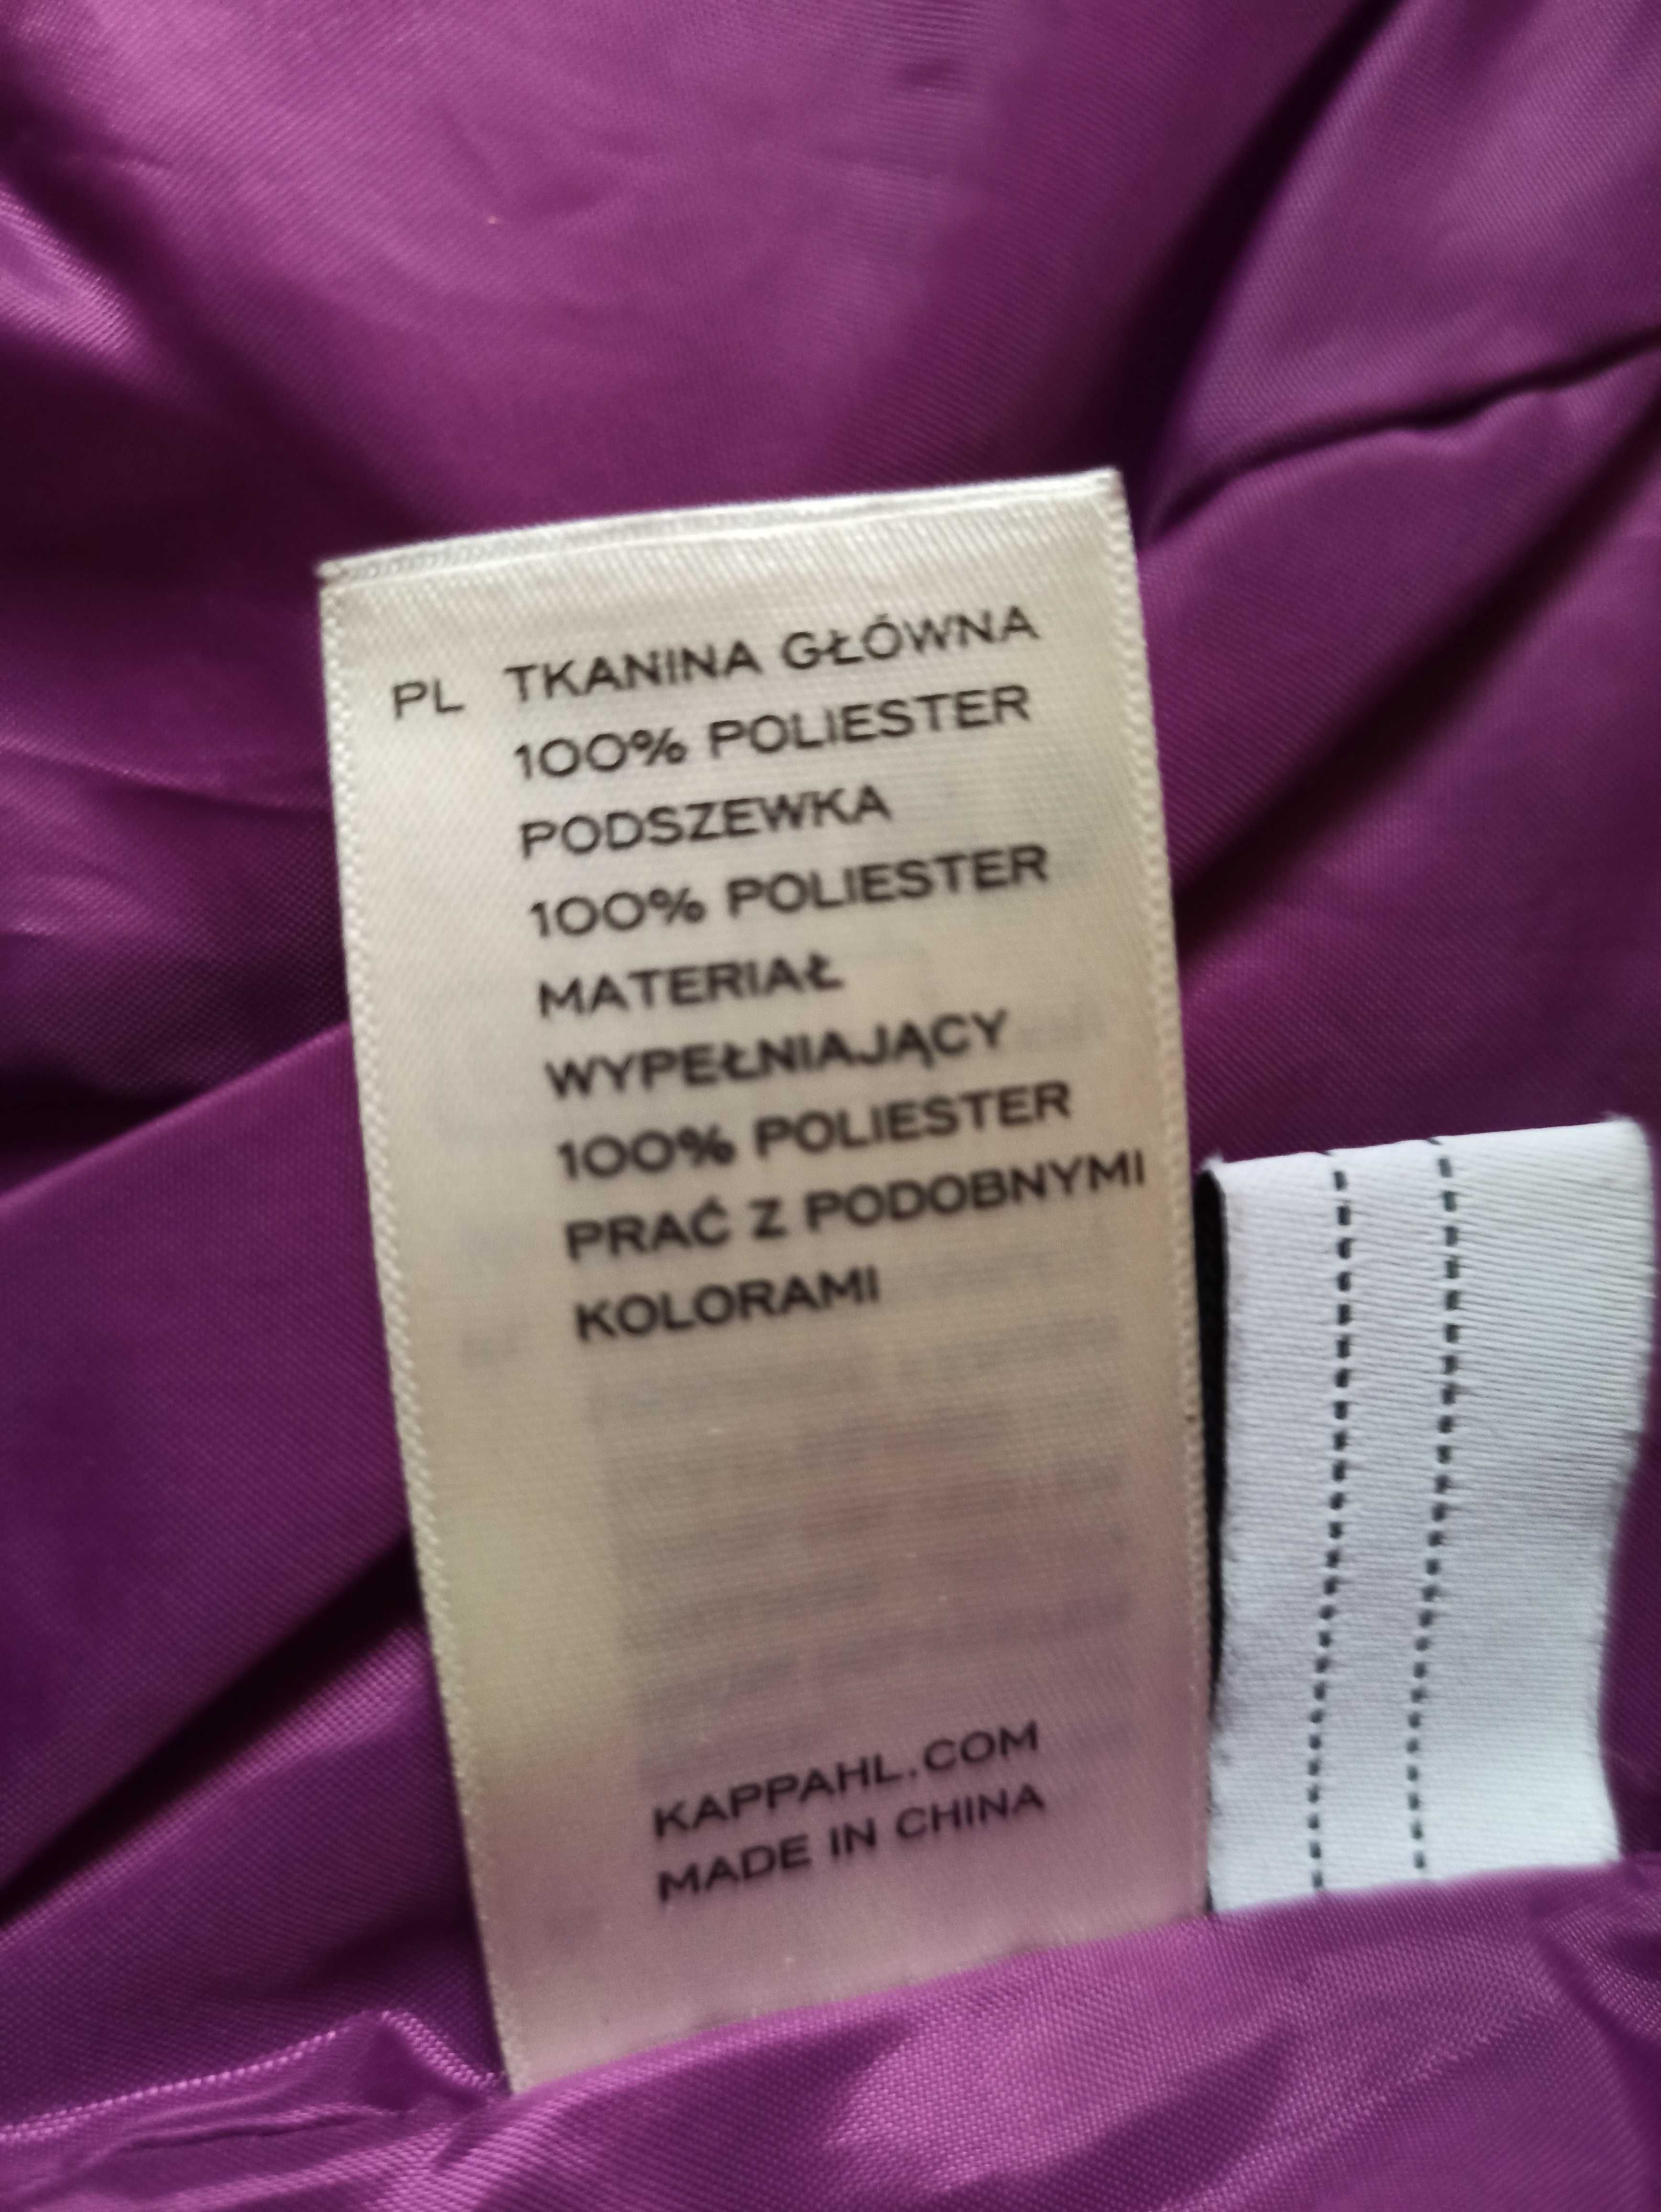 PL TKANINA GŁÓWNA
100% POLIESTER
PODSZEWKA
100% POLIESTER
MATERIAŁ
WYPEŁNIAJĄCY
100% POLIESTER
PRAĆ Z PODOBNYMI
KOLORAMI
KAPPAHL.COM
MADE IN CHINA